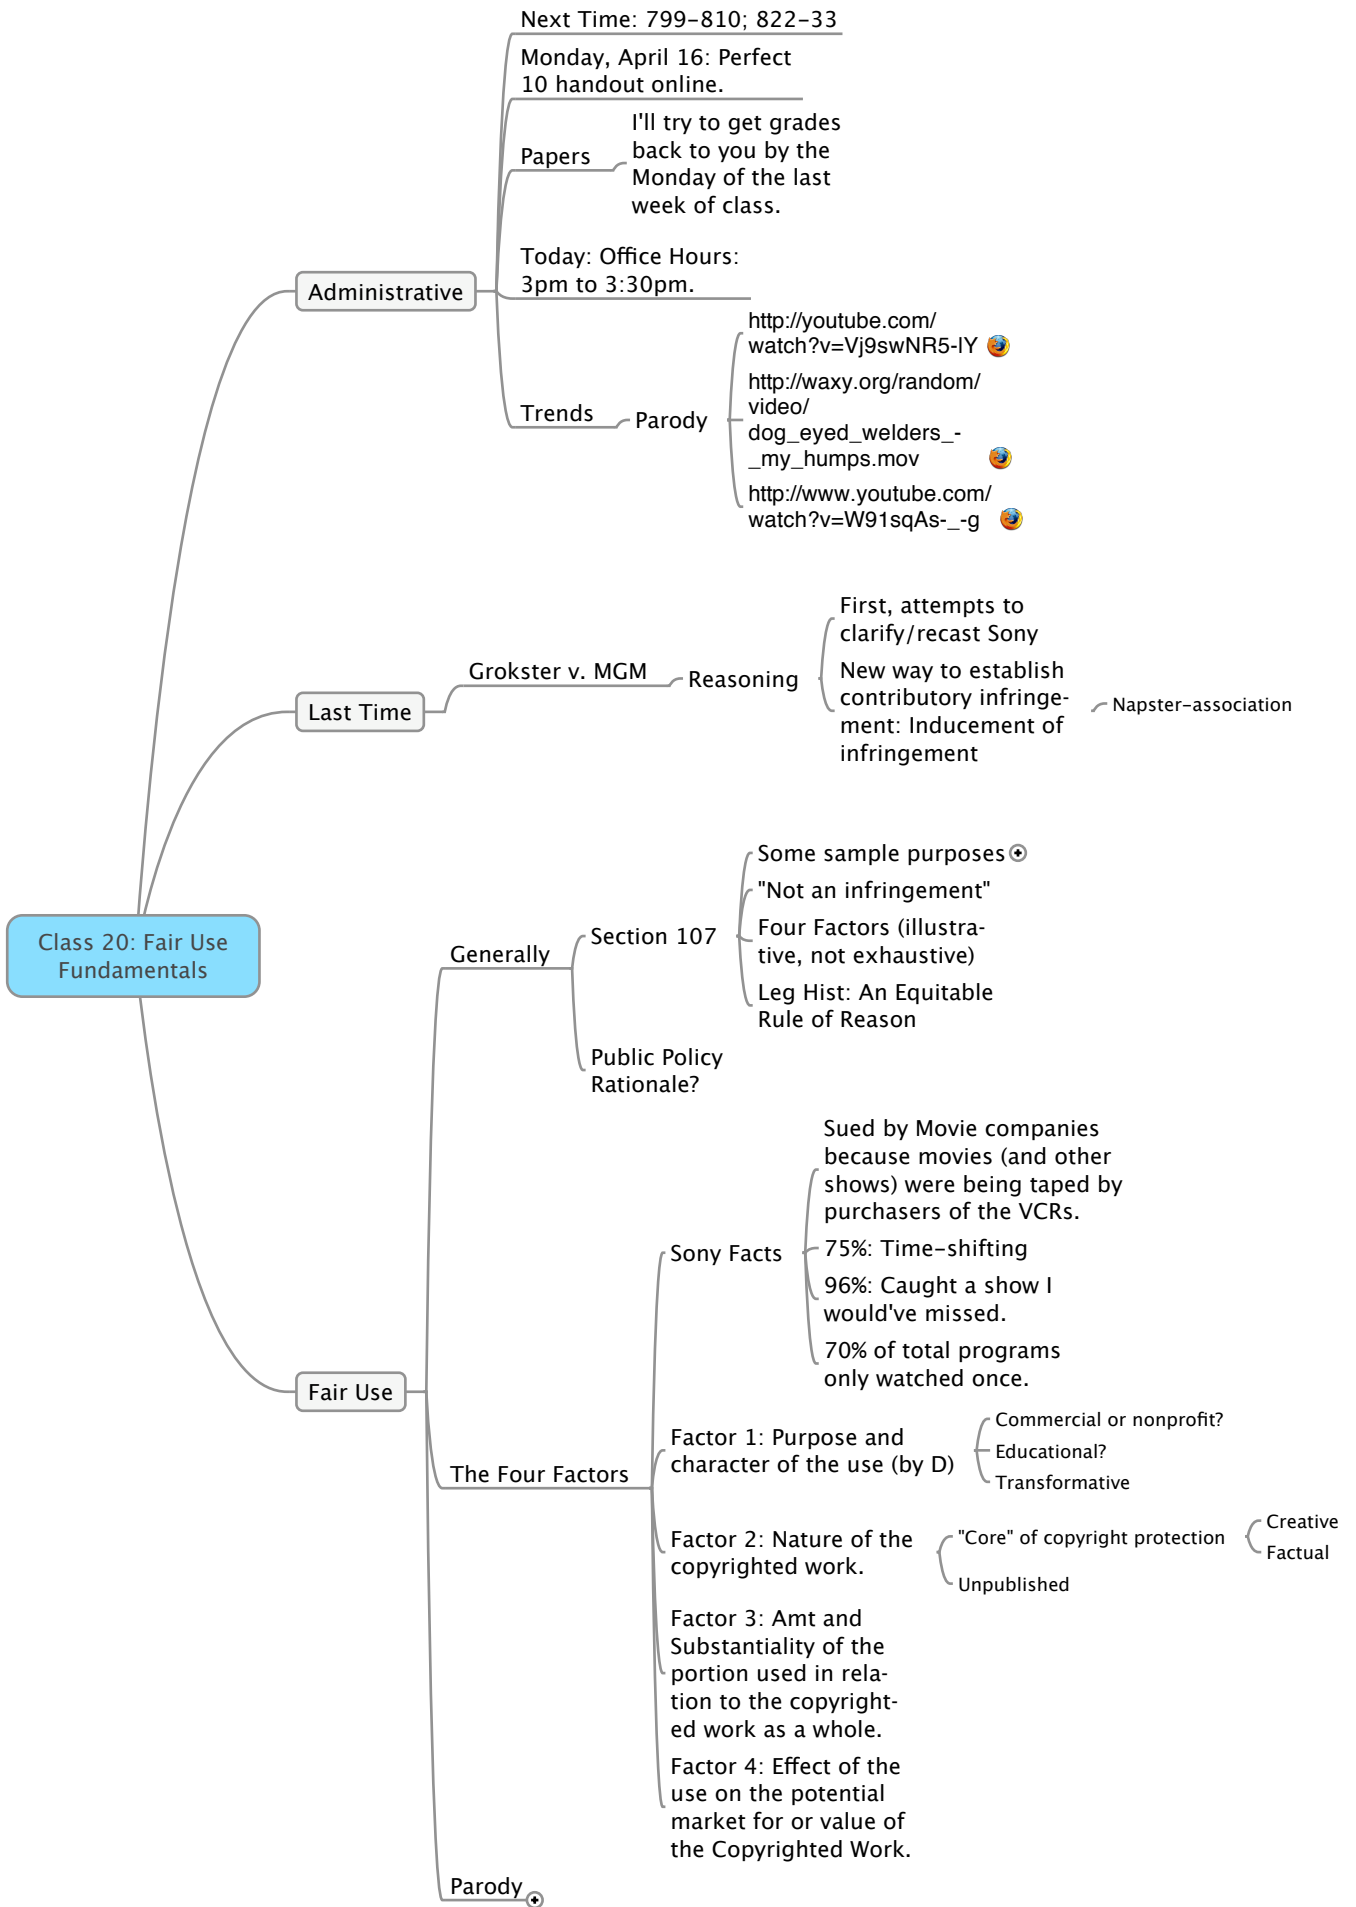 Next Time: 799-810; 822-33
Monday, April 16: Perfect
10 handout online.
Papers
I'll try to get grades
back to you by the
Monday of the last
week of class.
Today: Office Hours:
3pm to 3:30pm.
Administrative
Trends
Parody
http://youtube.com/
watch?v=Vj9swNR5-lY
http://waxy.org/random/
video/
dog_eyed_welders_-
_my_humps.mov
http://www.youtube.com/
watch?v=W91sqAs-_-g
Last Time
Grokster v. MGM
Reasoning
First, attempts to
clarify/recast Sony
New way to establish
contributory infringe-
ment: Inducement of
infringement
Napster-association
Class 20: Fair Use
Fundamentals
Fair Use
Generally
Section 107
Some sample purposes
"Not an infringement"
Four Factors (illustra-
tive, not exhaustive)
Leg Hist: An Equitable
Rule of Reason
Public Policy
Rationale?
The Four Factors
Sony Facts
Sued by Movie companies
because movies (and other
shows) were being taped by
purchasers of the VCRs.
75%: Time-shifting
96%: Caught a show I
would've missed.
70% of total programs
only watched once.
Factor 1: Purpose and
character of the use (by D)
Commercial or nonprofit?
Educational?
Transformative
Factor 2: Nature of the
copyrighted work.
"Core" of copyright protection
Creative
Factual
Unpublished
Factor 3: Amt and
Substantiality of the
portion used in rela-
tion to the copyright-
ed work as a whole.
Factor 4: Effect of the
use on the potential
market for or value of
the Copyrighted Work.
Parody